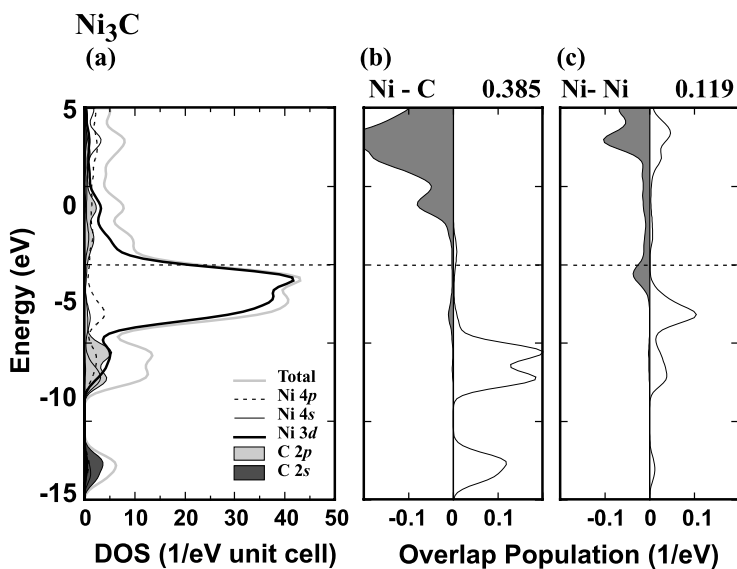 Ni3C
(a)
(b)
(c)
Ni - C 0.385
Ni- Ni 0.119
Energy (eV)
5
0
-5
-10
-15
Total
Ni 4p
Ni 4s
Ni 3d
C 2p
C 2s
0 10 20 30 40 50
-0.1 0 0.1
-0.1 0 0.1
DOS (1/eV unit cell)
Overlap Population (1/eV)